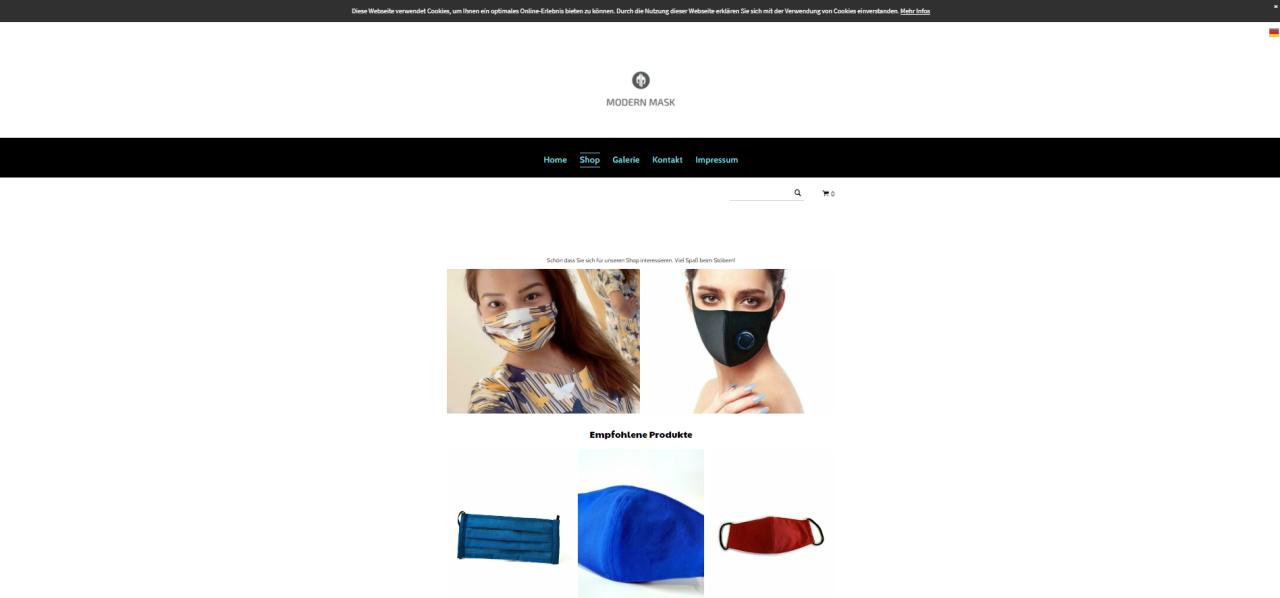 Diese Webseite verwendet Cookies, um Ihnen ein optimales Online-Erlebnis bieten zu können. Durch die Nutzung dieser Webseite erklären Sie sich mit der Verwendung von Cookies einverstanden. Mehr Infos
MODERN MASK
Home Shop Galerie Kontakt Impressum
0
Schön dass Sie sich für unseren Shop interessieren. Viel Spaß beim Stöbern!
Empfohlene Produkte